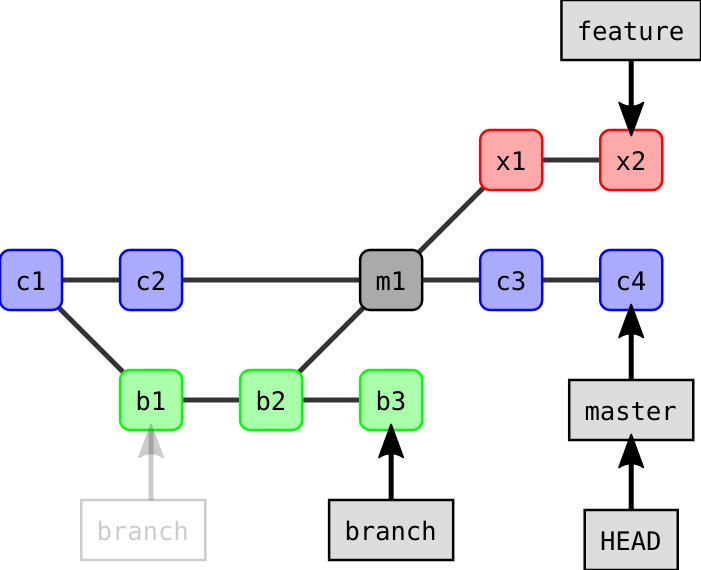 feature
x1
x2
c1
c2
m1
c3
c4
b1
b2
b3
master
branch
branch
HEAD